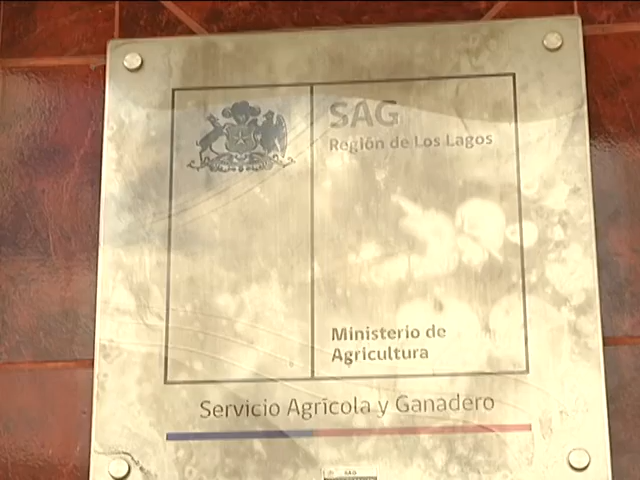 SAG
Región de Los Lagos
Ministerio de
Agricultura
Servicio Agrícola y Ganadero